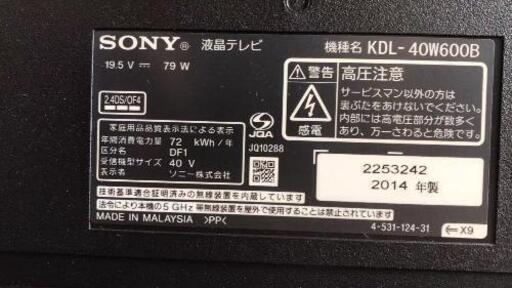 SONY® 液晶テレビ
機種名 KDL-40W600B
19.5 V ⎓ 79 W
2.4DS/OF4
家庭用品品質表示法による表示
年間消費電力量 72 kWh/年
区分名 DF1
受信機型サイズ 40 V
表示者 ソニー株式会社
JQA
JQ10288
警告
感電
高圧注意
サービスマン以外の方は
裏ぶたをあけないでください。
内部には高電圧部分が数多く
あり、万一さわると危険です。
2253242
2014 年製
技術基準適合証明済みの無線装置を内蔵しています
法令により本機の5GHz帯無線装置を屋外で使用することは禁止されています。
MADE IN MALAYSIA >PP<
4-531-124-31
X9